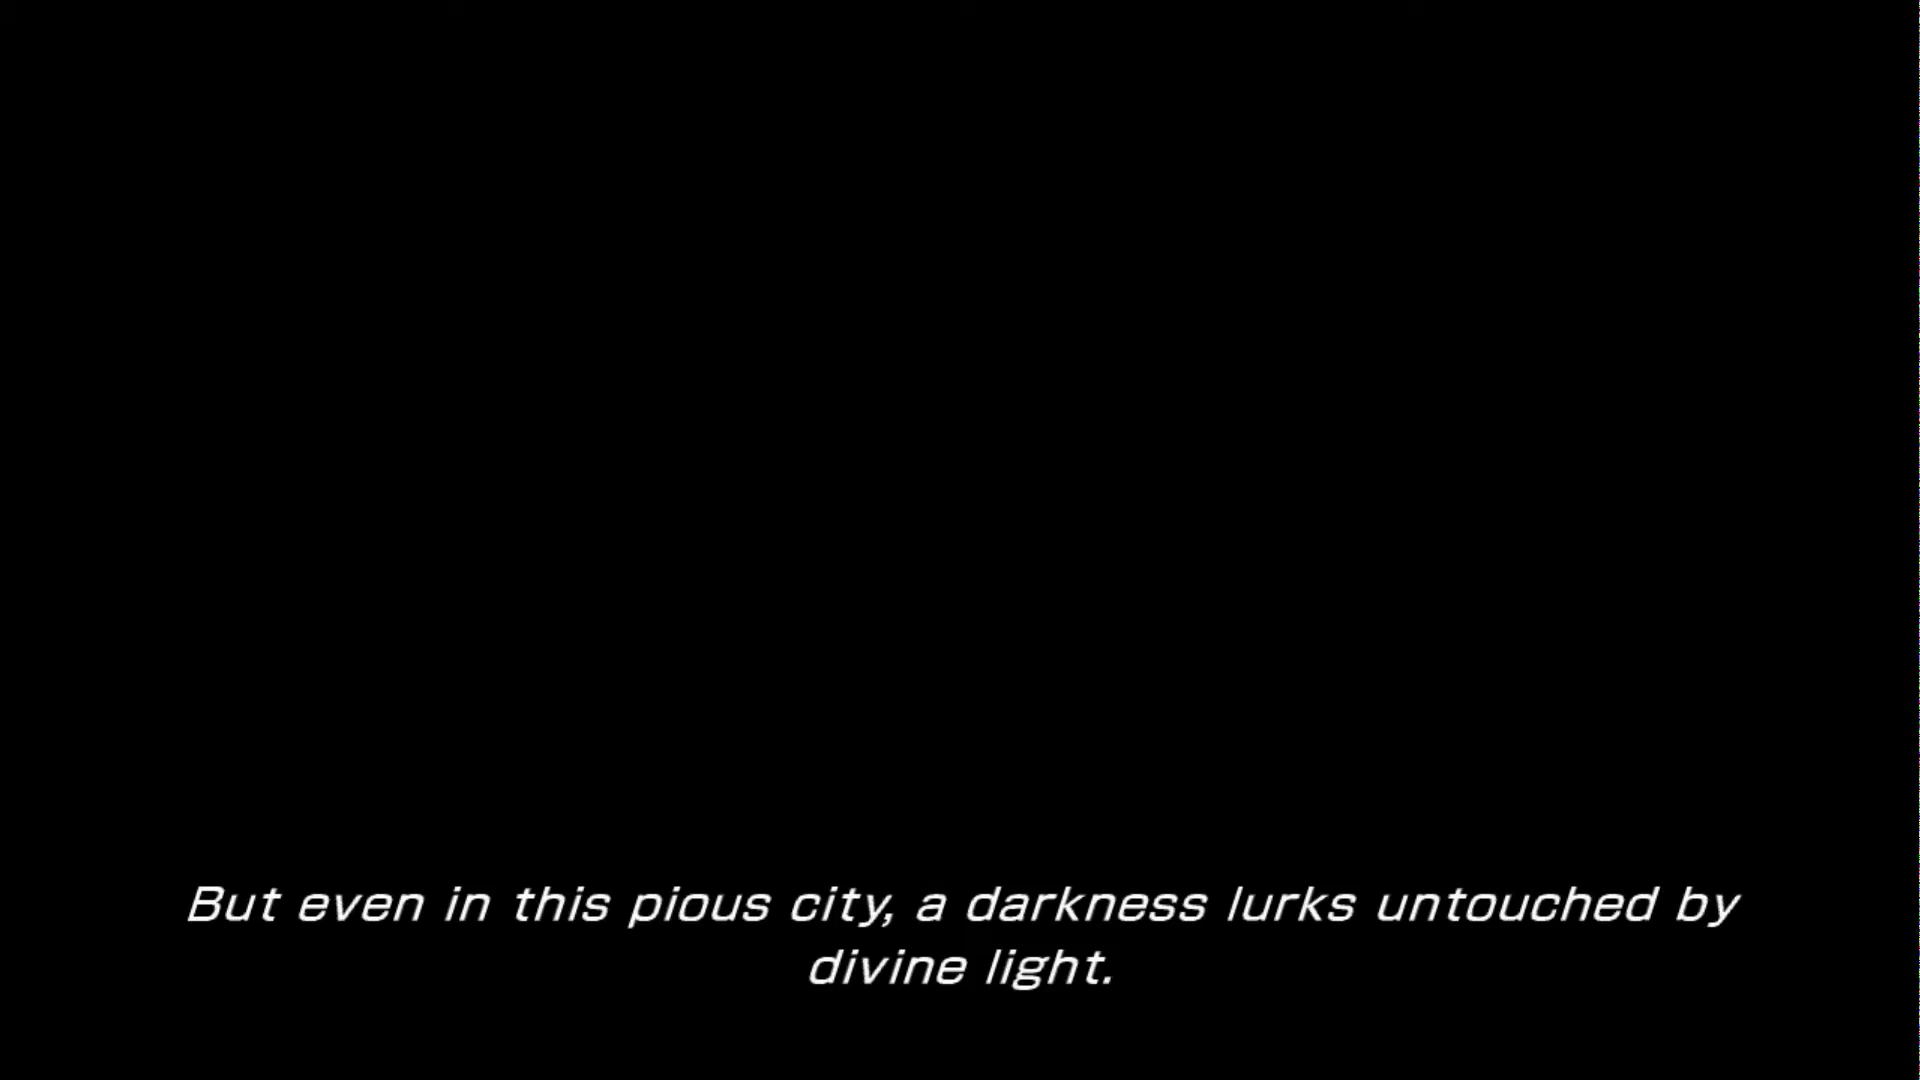 But even in this pious city, a darkness lurks untouched by
divine light.